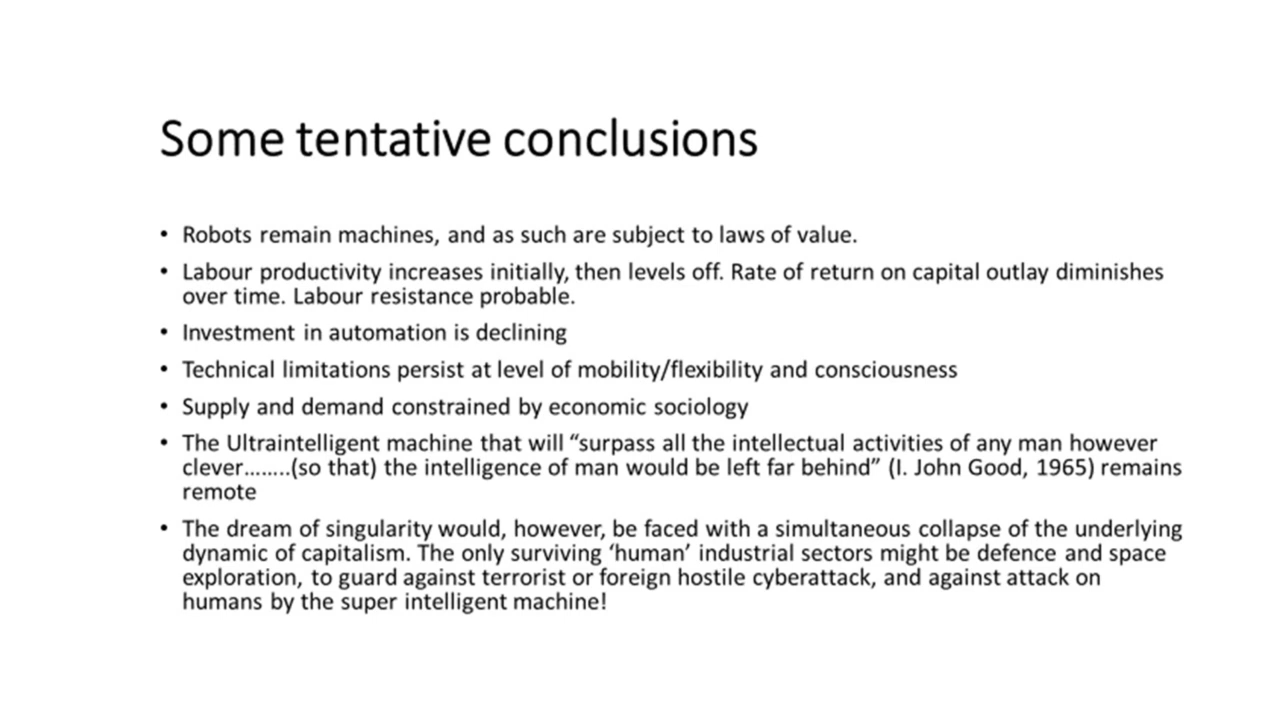 Some tentative conclusions
• Robots remain machines, and as such are subject to laws of value.
• Labour productivity increases initially, then levels off. Rate of return on capital outlay diminishes
over time. Labour resistance probable.
• Investment in automation is declining
• Technical limitations persist at level of mobility/flexibility and consciousness
• Supply and demand constrained by economic sociology
• The Ultraintelligent machine that will “surpass all the intellectual activities of any man however
clever........(so that) the intelligence of man would be left far behind” (I. John Good, 1965) remains
remote
• The dream of singularity would, however, be faced with a simultaneous collapse of the underlying
dynamic of capitalism. The only surviving ‘human’ industrial sectors might be defence and space
exploration, to guard against terrorist or foreign hostile cyberattack, and against attack on
humans by the super intelligent machine!